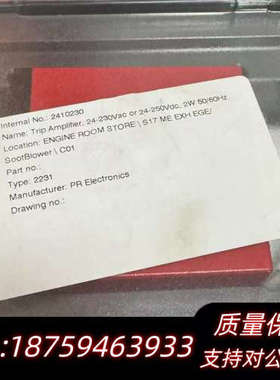 Internal No.: 2410230
Name: Trip Amplifier, 24-230Vac or 24-250Vdc, 2W 50/60Hz
Location: ENGINE ROOM STORE \ S17 ME EXH.EGE/
SootBlower \ C01
Part no.:
Type: 2231
Manufacturer: PR Electronics
Drawing no.:
质量保
:18759463933
支持对公